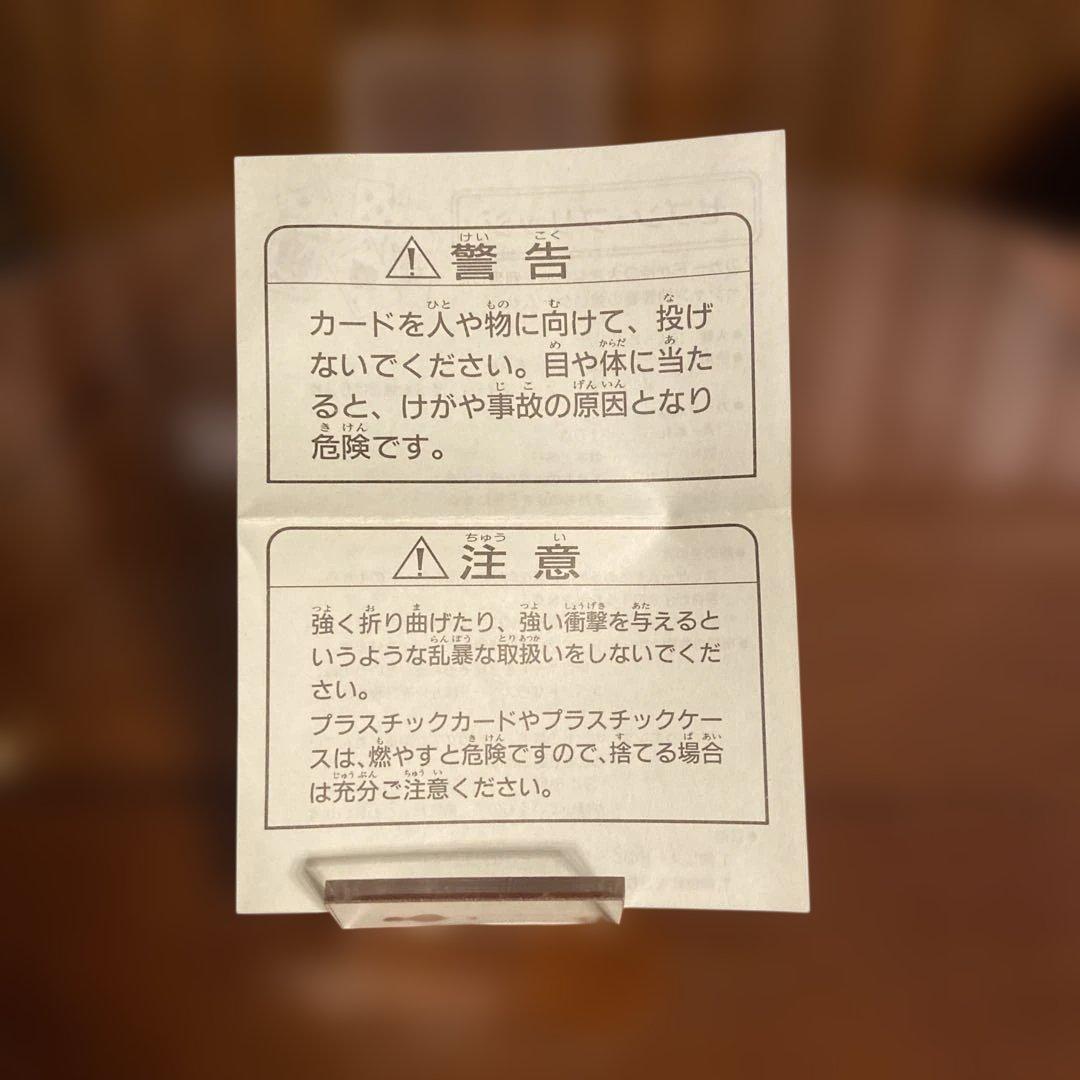 警告
カードを人や物に向けて、投げ
ないでください。目や体に当た
ると、けがや事故の原因となり
危険です。
注意
強く折り曲げたり、強い衝撃を与えると
いうような乱暴な取扱いをしないでくだ
さい。
プラスチックカードやプラスチックケー
スは、燃やすと危険ですので、捨てる場合
は充分ご注意ください。